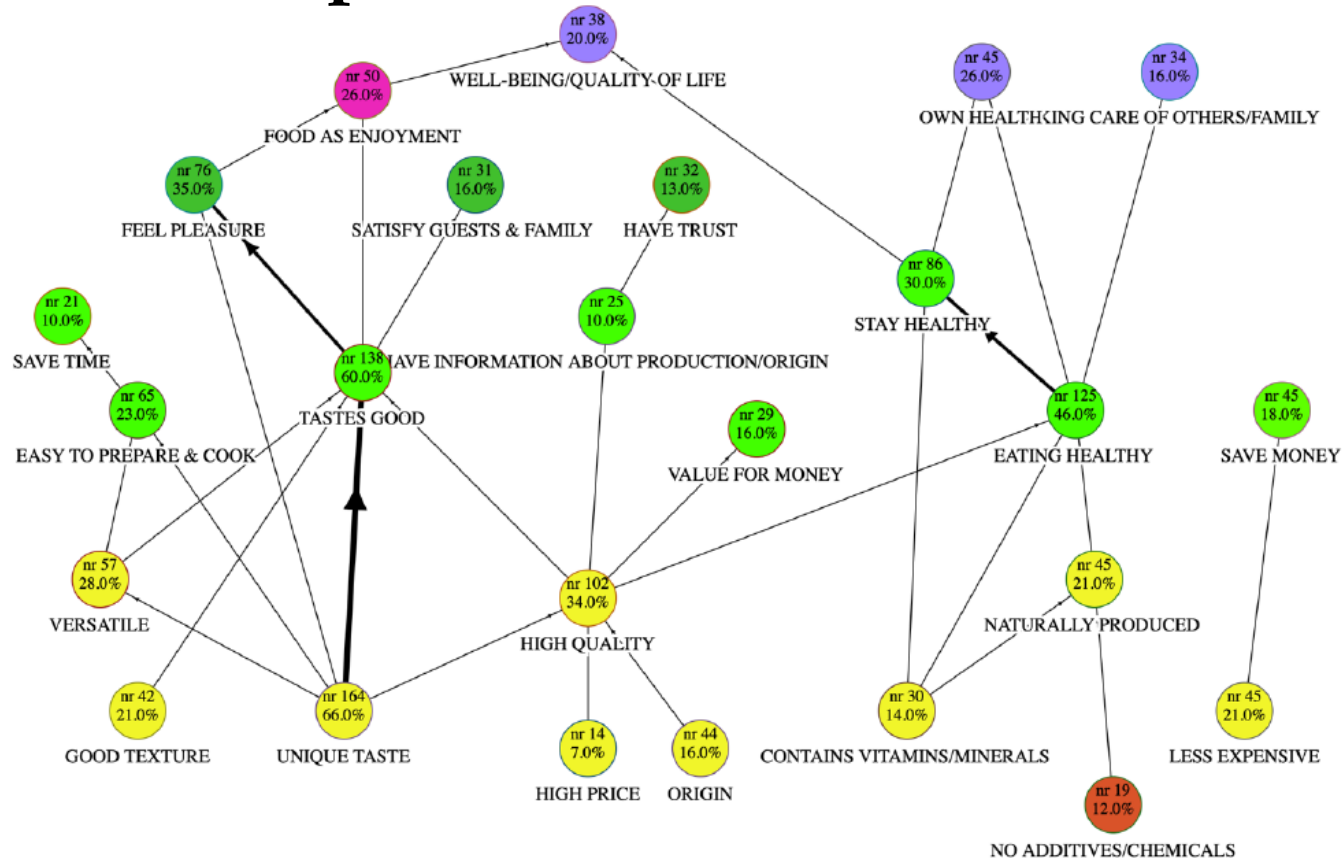 nr 38
20.0%
WELL-BEING/QUALITY OF LIFE
nr 45
26.0%
OWN HEALTH
nr 34
16.0%
KING CARE OF OTHERS/FAMILY
nr 50
26.0%
FOOD AS ENJOYMENT
nr 76
35.0%
FEEL PLEASURE
nr 31
16.0%
SATISFY GUESTS & FAMILY
nr 32
13.0%
HAVE TRUST
nr 86
30.0%
STAY HEALTHY
nr 21
10.0%
SAVE TIME
nr 25
10.0%
HAVE INFORMATION ABOUT PRODUCTION/ORIGIN
nr 138
60.0%
TASTES GOOD
nr 65
23.0%
EASY TO PREPARE & COOK
nr 29
16.0%
VALUE FOR MONEY
nr 125
46.0%
EATING HEALTHY
nr 45
18.0%
SAVE MONEY
nr 57
28.0%
VERSATILE
nr 102
34.0%
HIGH QUALITY
nr 45
21.0%
NATURALLY PRODUCED
nr 42
21.0%
GOOD TEXTURE
nr 164
66.0%
UNIQUE TASTE
nr 14
7.0%
HIGH PRICE
nr 44
16.0%
ORIGIN
nr 30
14.0%
CONTAINS VITAMINS/MINERALS
nr 45
21.0%
LESS EXPENSIVE
nr 19
12.0%
NO ADDITIVES/CHEMICALS